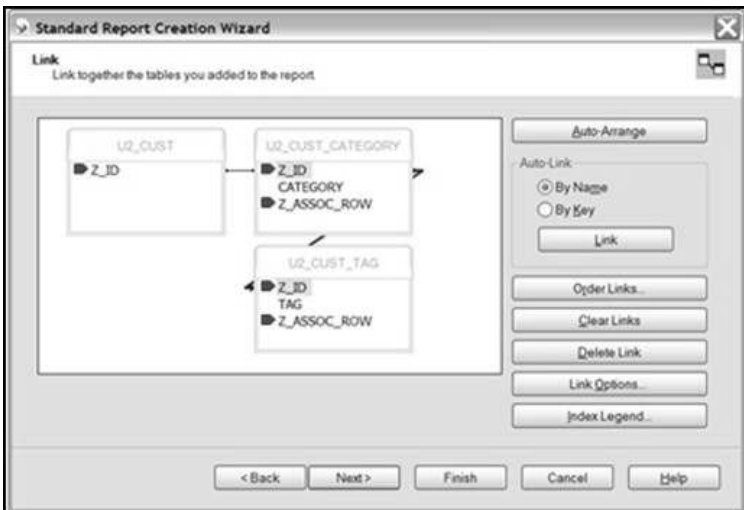 Standard Report Creation Wizard
Link
Link together the tables you added to the report.
U2_CUST
Z_ID
U2_CUST_CATEGORY
Z_ID
CATEGORY
Z_ASSOC_ROW
U2_CUST_TAG
Z_ID
TAG
Z_ASSOC_ROW
Auto-Arrange
Auto-Link
By Name
By Key
Link
Order Links...
Clear Links
Delete Link
Link Options...
Index Legend...
< Back
Next >
Finish
Cancel
Help